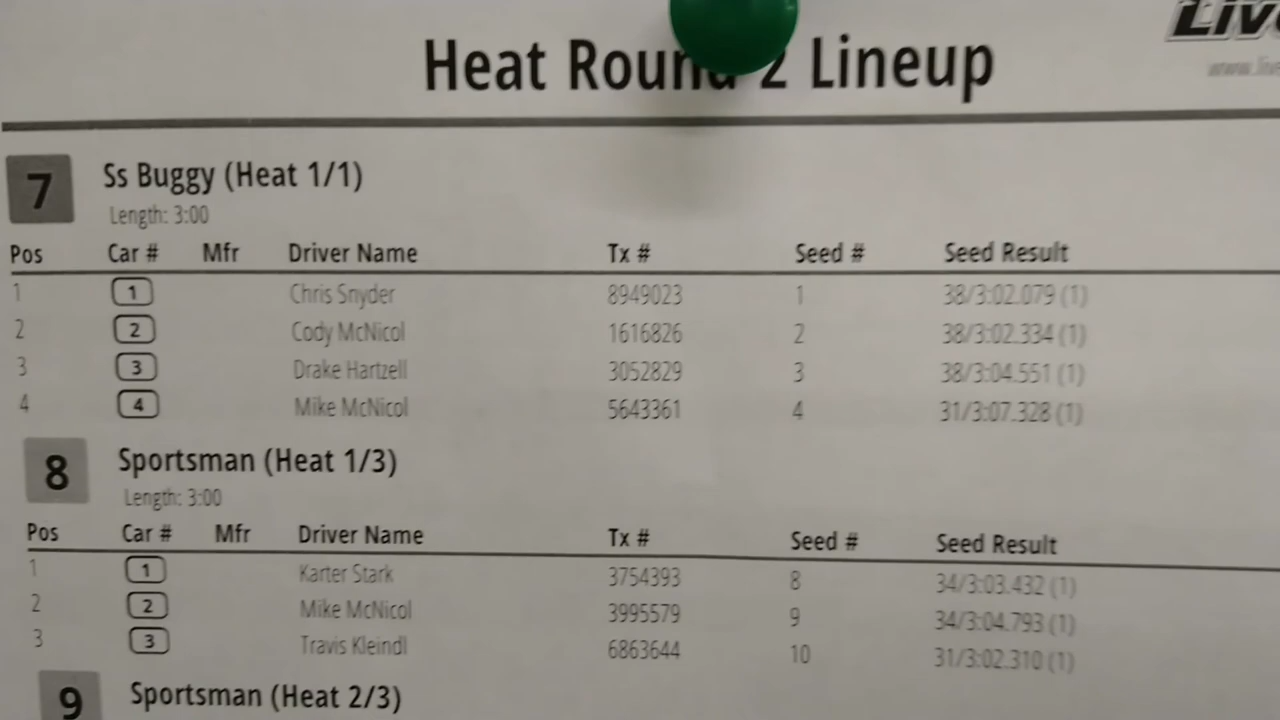 Heat Round 2 Lineup
Liv
7 Ss Buggy (Heat 1/1)
Length: 3:00
Pos Car # Mfr Driver Name Tx # Seed # Seed Result
1 1 Chris Snyder 8949023 1 38/3:02.079 (1)
2 2 Cody McNicol 1616826 2 38/3:02.334 (1)
3 3 Drake Hartzell 3052829 3 38/3:04.551 (1)
4 4 Mike McNicol 5643361 4 31/3:07.328 (1)
8 Sportsman (Heat 1/3)
Length: 3:00
Pos Car # Mfr Driver Name Tx # Seed # Seed Result
1 1 Karter Stark 3754393 8 34/3:03.432 (1)
2 2 Mike McNicol 3995579 9 34/3:04.793 (1)
3 3 Travis Kleindl 6863644 10 31/3:02.310 (1)
9 Sportsman (Heat 2/3)